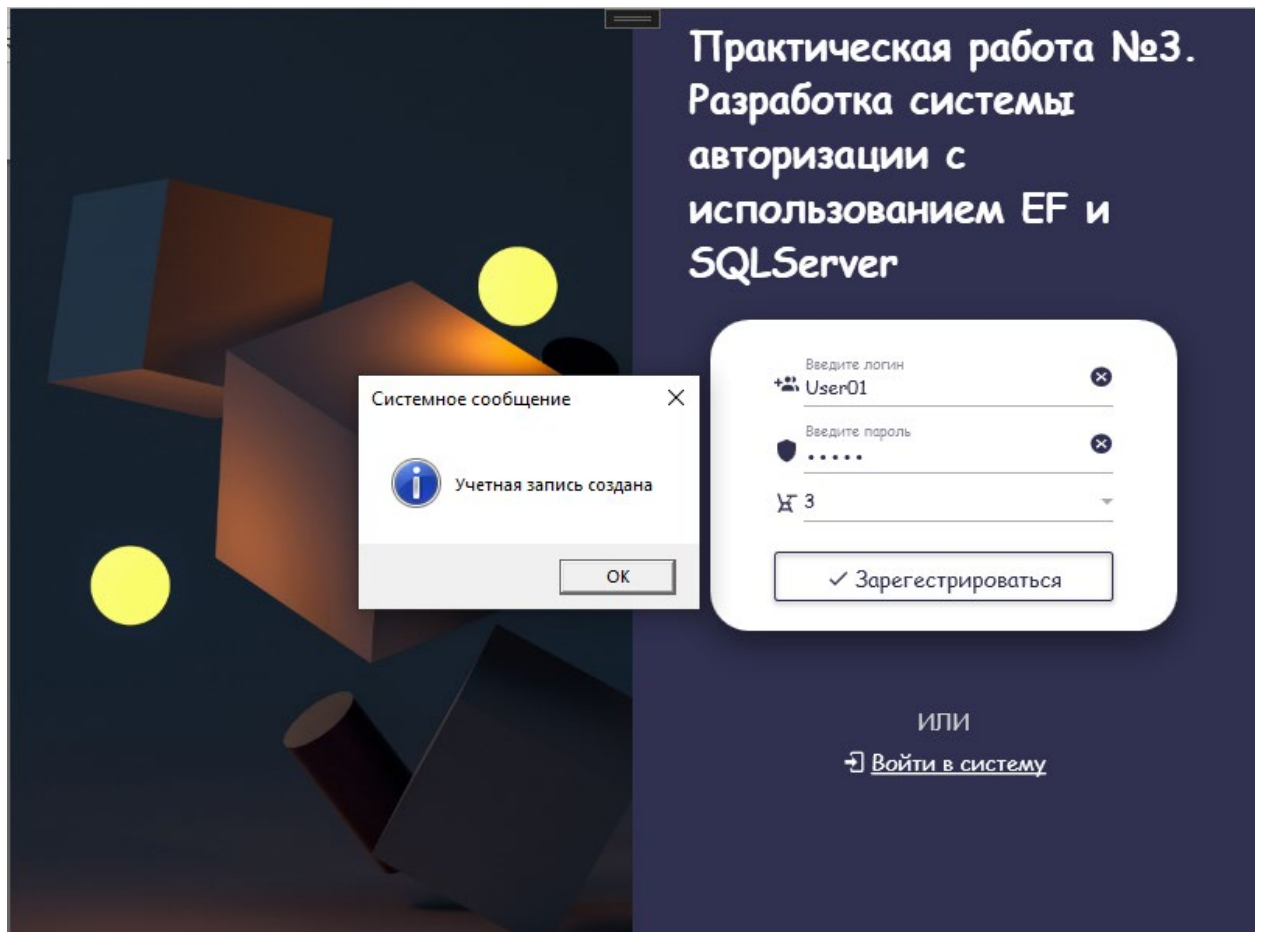 Практическая работа №3.
Разработка системы
авторизации с
использованием EF и
SQLServer
Системное сообщение
Учетная запись создана
ОК
Введите логин
User01
Введите пароль
•••••
3
Зарегестрироваться
ИЛИ
Войти в систему